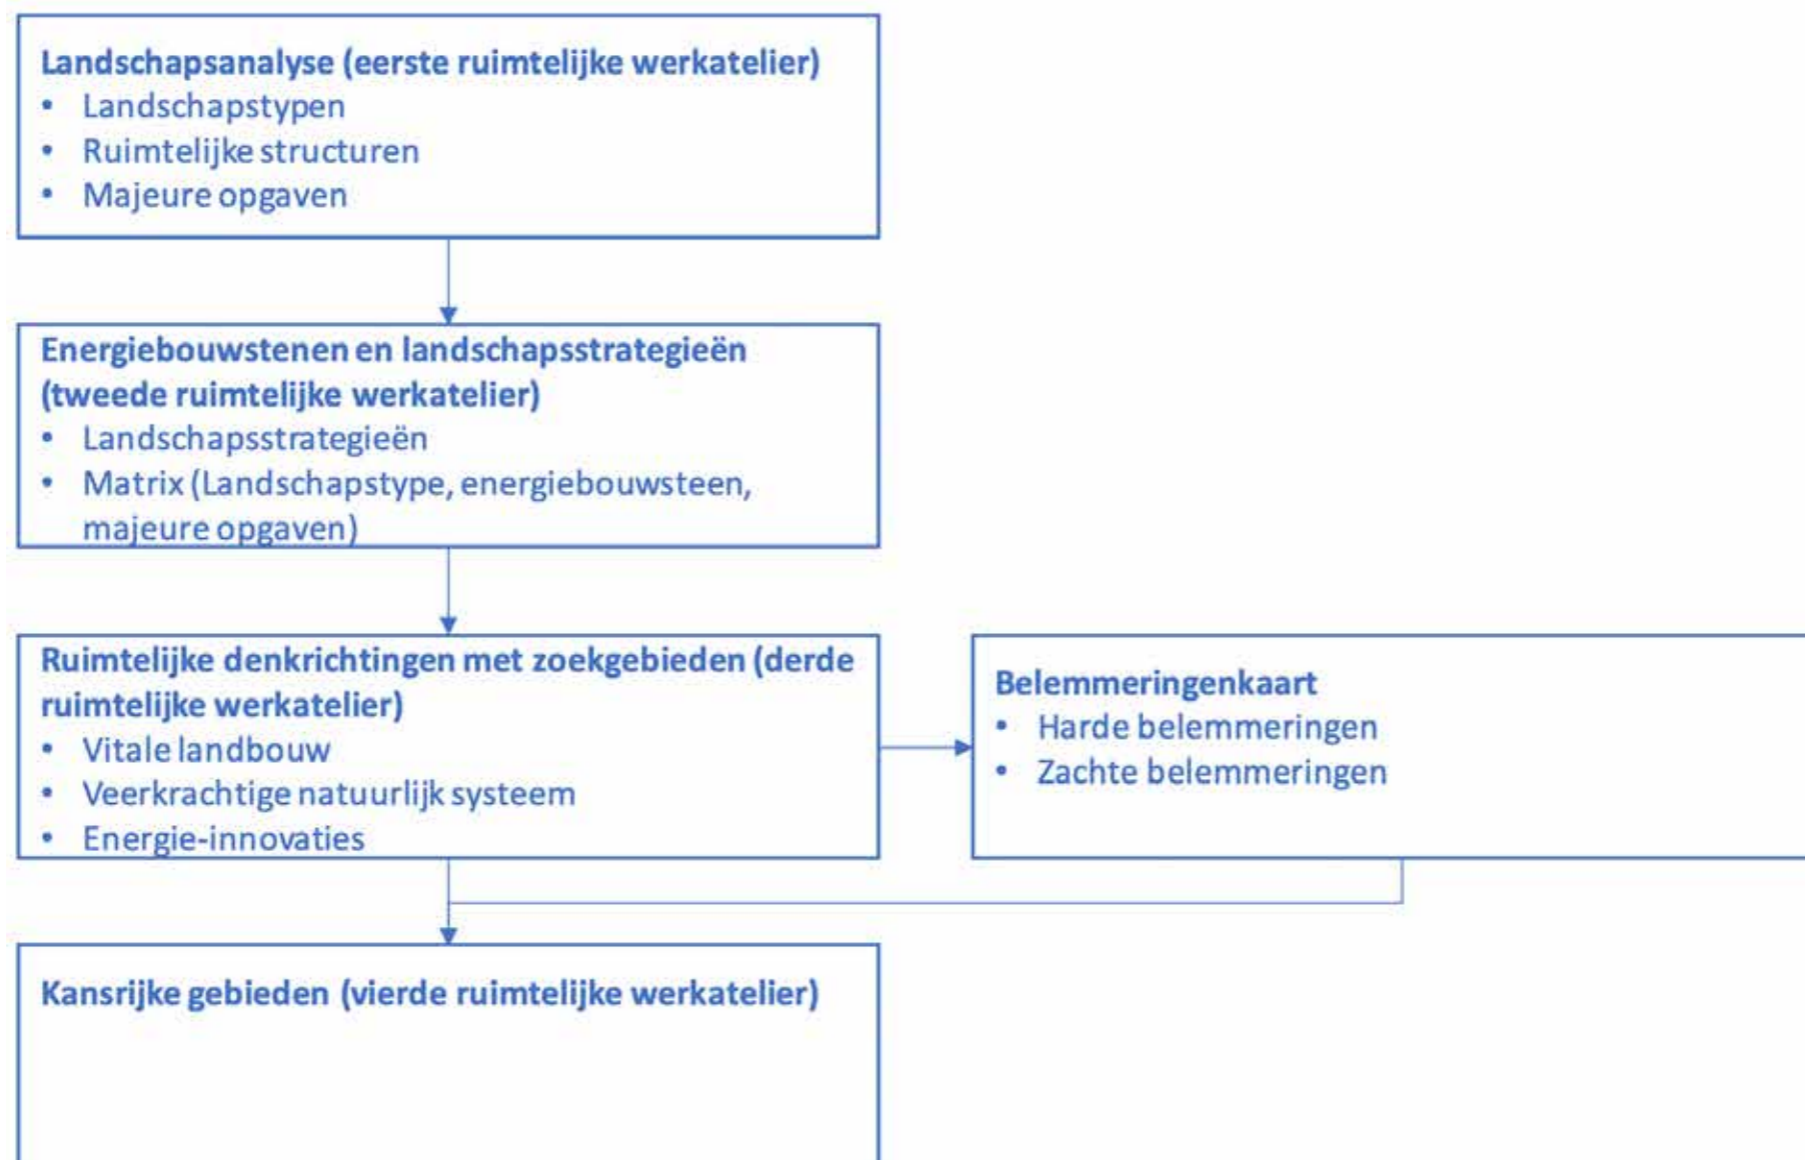 Landschapsanalyse (eerste ruimtelijke werkatelier)
• Landschapstypen
• Ruimtelijke structuren
• Majeure opgaven
Energiebouwstenen en landschapsstrategieën
(tweede ruimtelijke werkatelier)
• Landschapsstrategieën
• Matrix (Landschapstype, energiebouwsteen,
majeure opgaven)
Ruimtelijke denkrichtingen met zoekgebieden (derde
ruimtelijke werkatelier)
• Vitale landbouw
• Veerkrachtige natuurlijk systeem
• Energie-innovaties
Belemmeringenkaart
• Harde belemmeringen
• Zachte belemmeringen
Kansrijke gebieden (vierde ruimtelijke werkatelier)